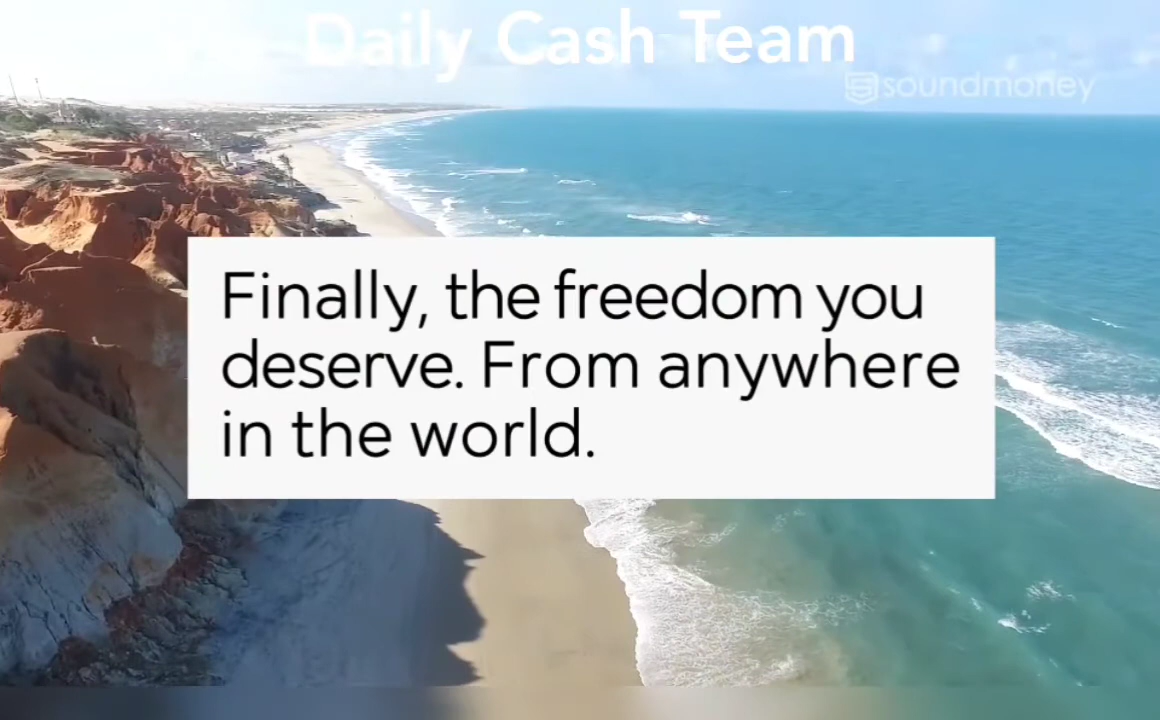 Daily Cash Team
soundmoney
Finally, the freedom you
deserve. From anywhere
in the world.